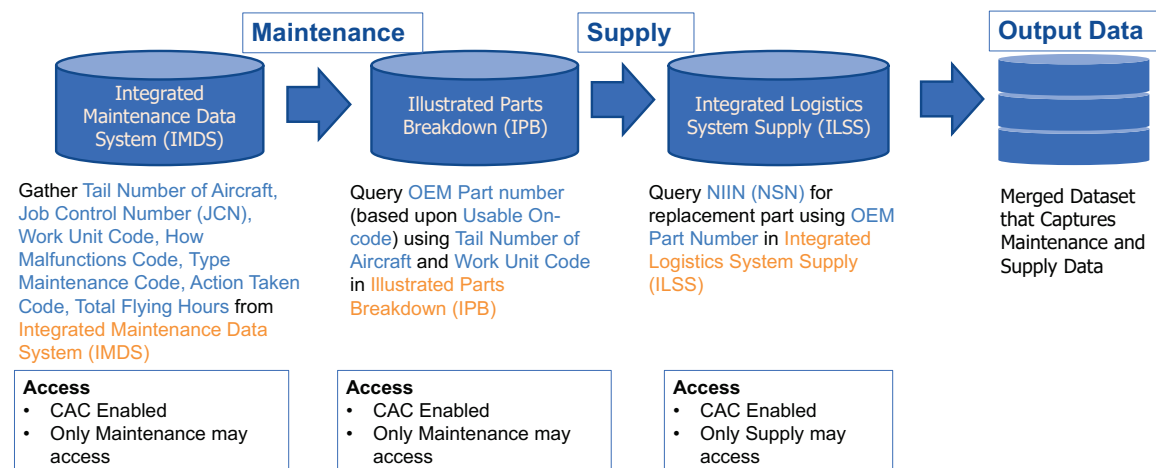 Maintenance
Supply
Output Data
Integrated
Maintenance Data
System (IMDS)
Illustrated Parts
Breakdown (IPB)
Integrated Logistics
System Supply (ILSS)
Gather Tail Number of Aircraft,
Job Control Number (JCN),
Work Unit Code, How
Malfunctions Code, Type
Maintenance Code, Action Taken
Code, Total Flying Hours from
Integrated Maintenance Data
System (IMDS)
Query OEM Part number
(based upon Usable On-
code) using Tail Number of
Aircraft and Work Unit Code
in Illustrated Parts
Breakdown (IPB)
Query NIIN (NSN) for
replacement part using OEM
Part Number in Integrated
Logistics System Supply
(ILSS)
Merged Dataset
that Captures
Maintenance and
Supply Data
Access
• CAC Enabled
• Only Maintenance may
access
Access
• CAC Enabled
• Only Maintenance may
access
Access
• CAC Enabled
• Only Supply may
access